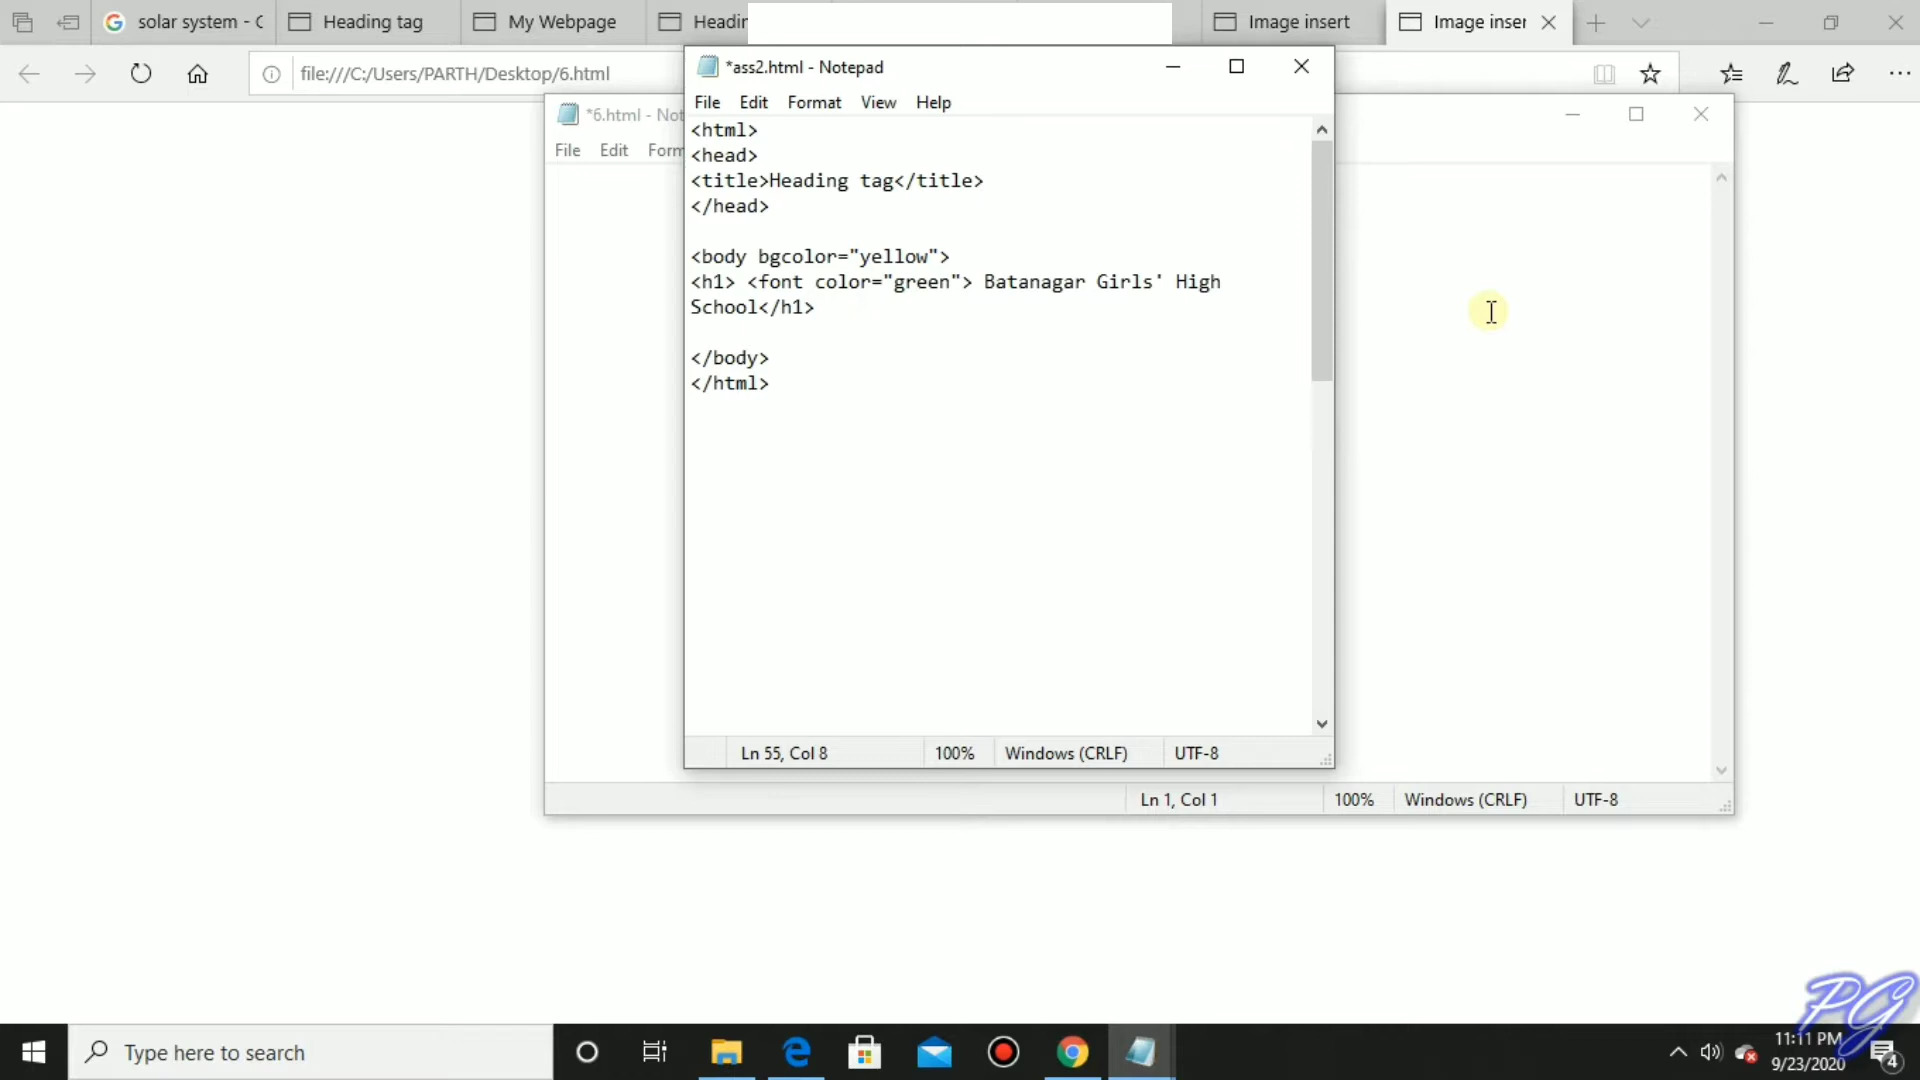 solar system - G
Heading tag
My Webpage
Headin
Image insert
Image inser
file:///C:/Users/PARTH/Desktop/6.html
*6.html - Not
File Edit Form
*ass2.html - Notepad
File Edit Format View Help
<html>
<head>
<title>Heading tag</title>
</head>
<body bgcolor="yellow">
<h1> <font color="green"> Batanagar Girls' High
School</h1>
</body>
</html>
Ln 55, Col 8 100% Windows (CRLF) UTF-8
Ln 1, Col 1 100% Windows (CRLF) UTF-8
PG
Type here to search
11:11 PM
9/23/2020
4